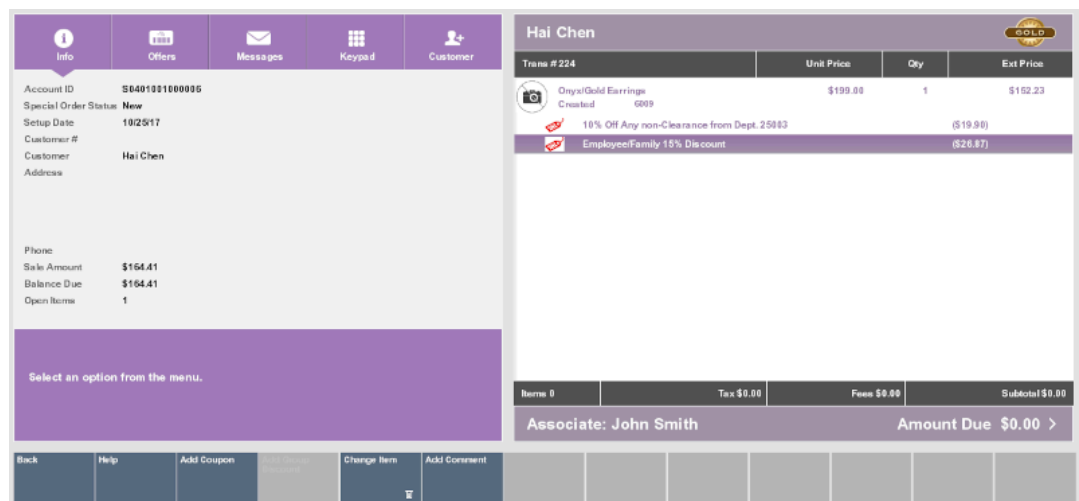 Info Offers Messages Keypad Customer
Account ID S0401001000006
Special Order Status New
Setup Date 10/25/17
Customer #
Customer Hai Chen
Address
Phone
Sale Amount $164.41
Balance Due $164.41
Open Items 1
Select an option from the menu.
Hai Chen GOLD
Trans # 224 Unit Price Qty Ext Price
Onyx/Gold Earrings $199.00 1 $152.23
Created G009
10% Off Any non-Clearance from Dept. 25003 ($19.90)
Employee/Family 15% Discount ($26.87)
Items 0 Tax $0.00 Fees $0.00 Subtotal $0.00
Associate: John Smith Amount Due $0.00 >
Back Help Add Coupon Add Group Discount Change Item Add Comment